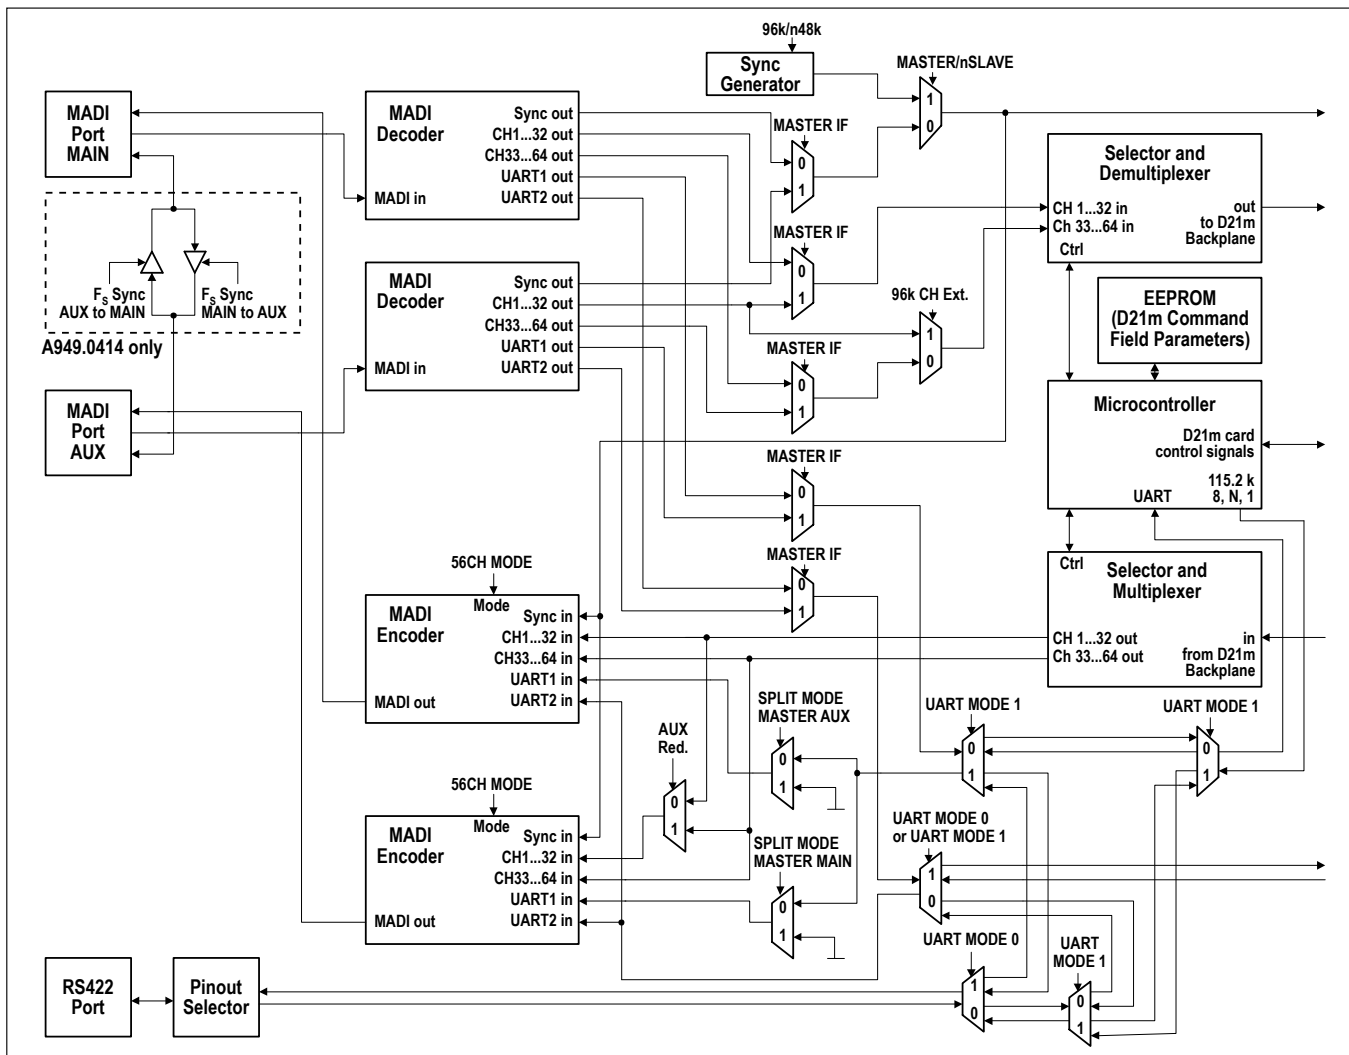 96k/n48k
Sync
Generator
MASTER/nSLAVE
1
0
MADI
Port
MAIN
MADI
Decoder
Sync out
CH1...32 out
CH33...64 out
UART1 out
UART2 out
MADI in
MASTER IF
0
1
Selector and
Demultiplexer
CH 1...32 in
Ch 33...64 in
Ctrl
out
to D21m
Backplane
FS Sync
AUX to MAIN
FS Sync
MAIN to AUX
A949.0414 only
MADI
Decoder
Sync out
CH1...32 out
CH33...64 out
UART1 out
UART2 out
MADI in
MASTER IF
0
1
96k CH Ext.
1
0
EEPROM
(D21m Command
Field Parameters)
MASTER IF
0
1
MADI
Port
AUX
Microcontroller
D21m card
control signals
115.2 k
8, N, 1
UART
MASTER IF
0
1
MASTER IF
0
1
56CH MODE
Mode
MADI
Encoder
Sync in
CH1...32 in
CH33...64 in
UART1 in
UART2 in
MADI out
Ctrl
Selector and
Multiplexer
CH 1...32 out
Ch 33...64 out
in
from D21m
Backplane
SPLIT MODE
MASTER AUX
0
1
UART MODE 1
0
1
UART MODE 1
0
1
AUX
Red.
0
1
56CH MODE
Mode
MADI
Encoder
Sync in
CH1...32 in
CH33...64 in
UART1 in
UART2 in
MADI out
SPLIT MODE
MASTER MAIN
0
1
UART MODE 0
or UART MODE 1
1
0
UART MODE 0
1
0
UART
MODE 1
0
1
RS422
Port
Pinout
Selector